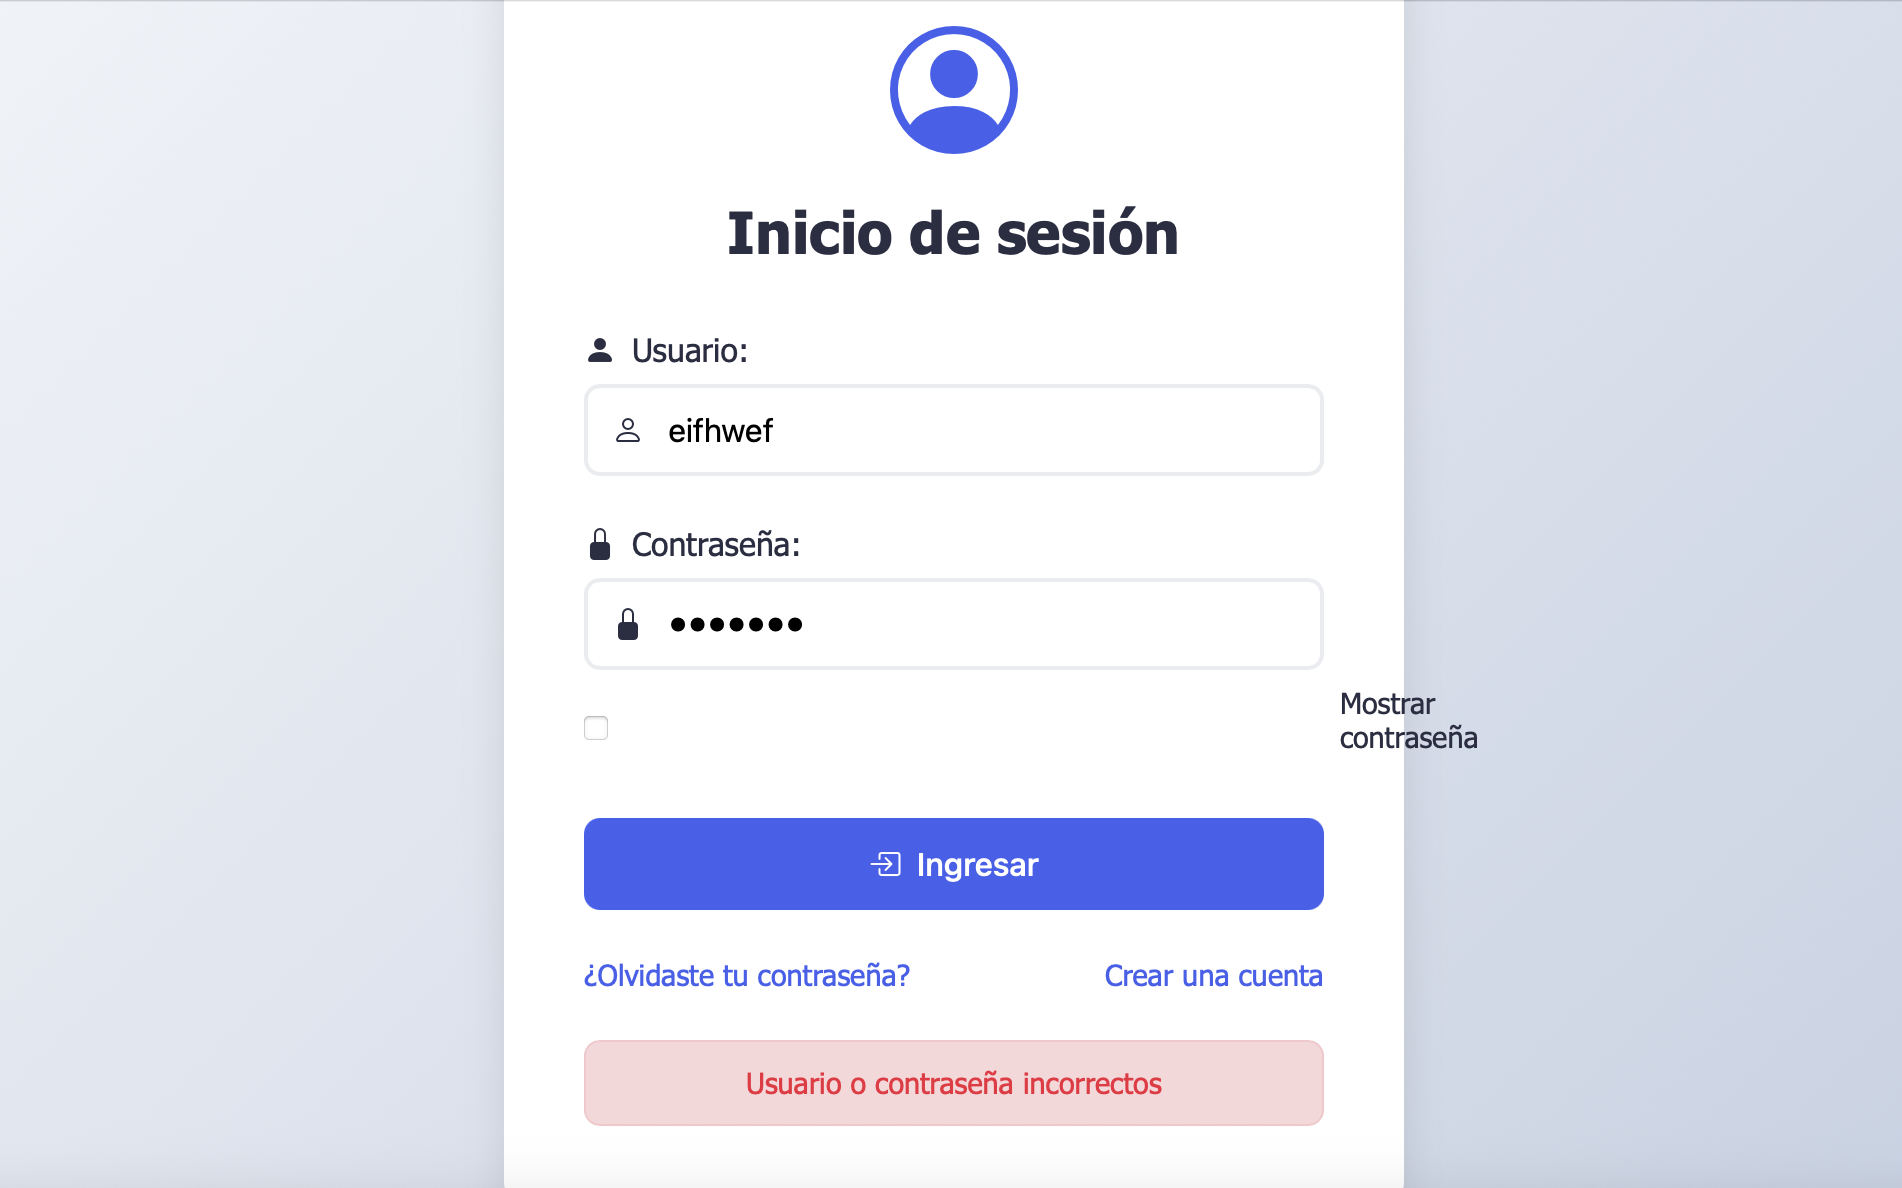 Inicio de sesión
Usuario:
eifhwef
Contraseña:
•••••••
Mostrar
contraseña
Ingresar
¿Olvidaste tu contraseña? Crear una cuenta
Usuario o contraseña incorrectos